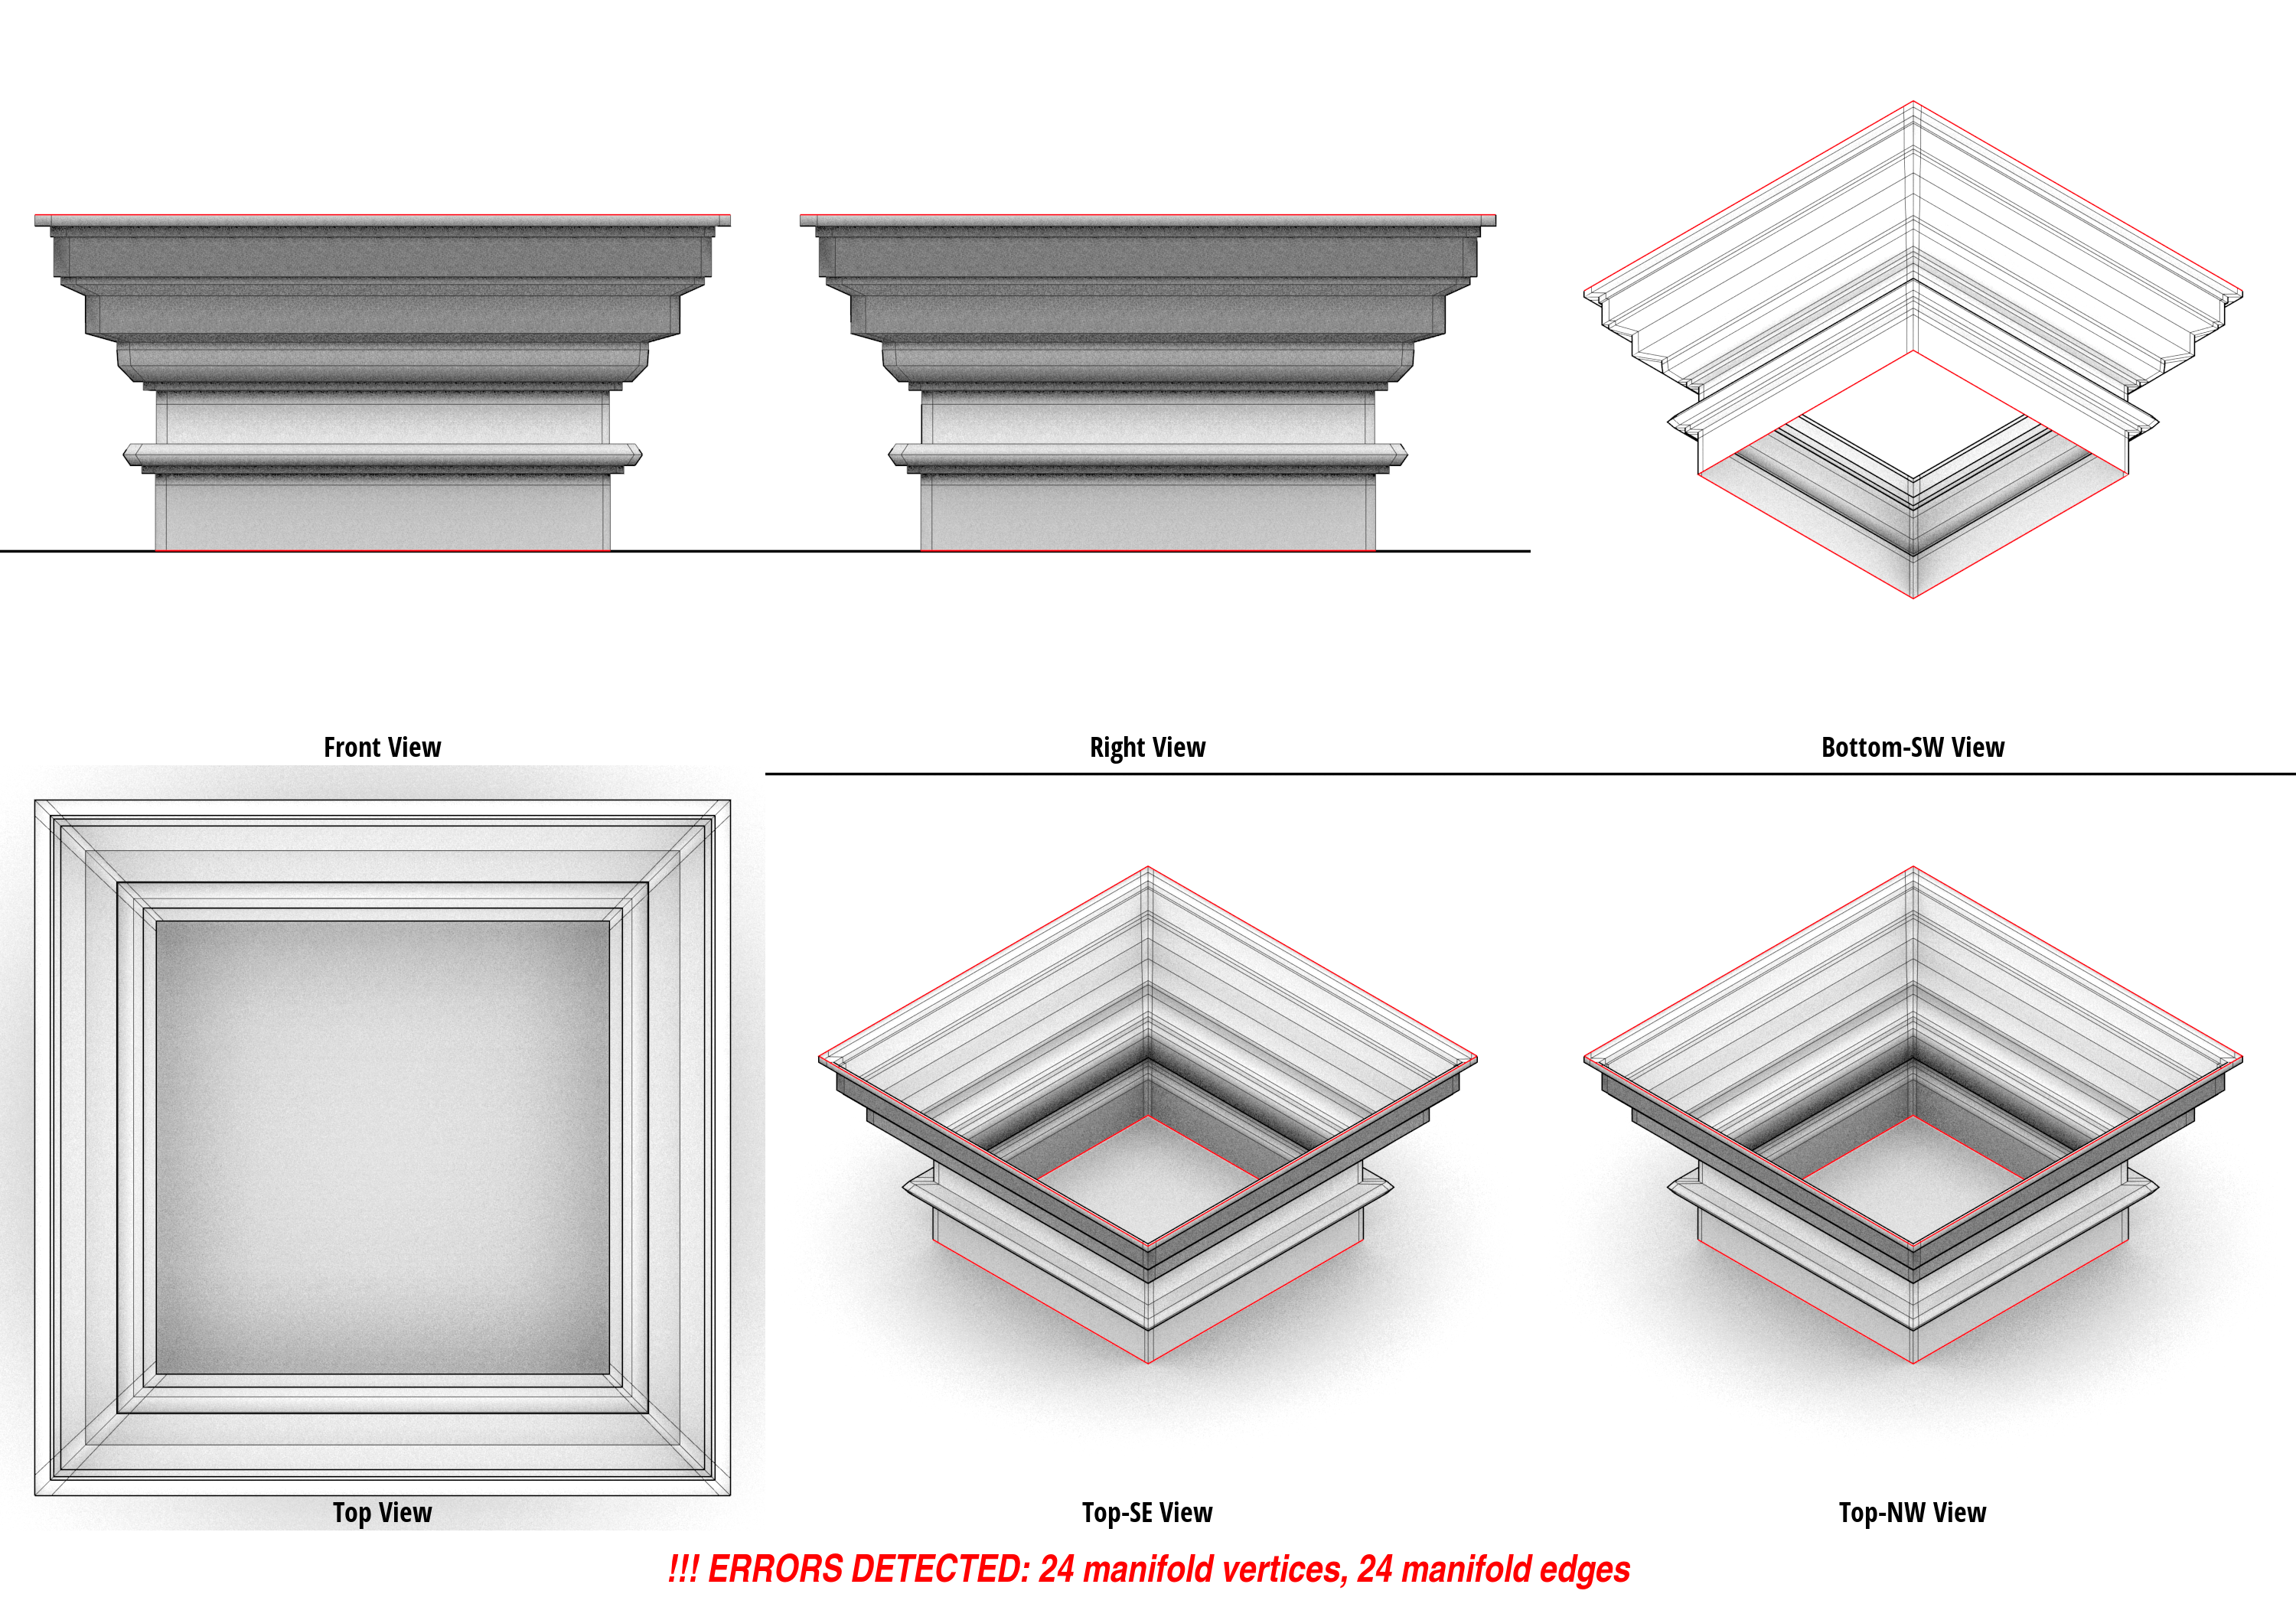 Front View
Right View
Bottom-SW View
Top View
Top-SE View
Top-NW View
!!! ERRORS DETECTED: 24 manifold vertices, 24 manifold edges